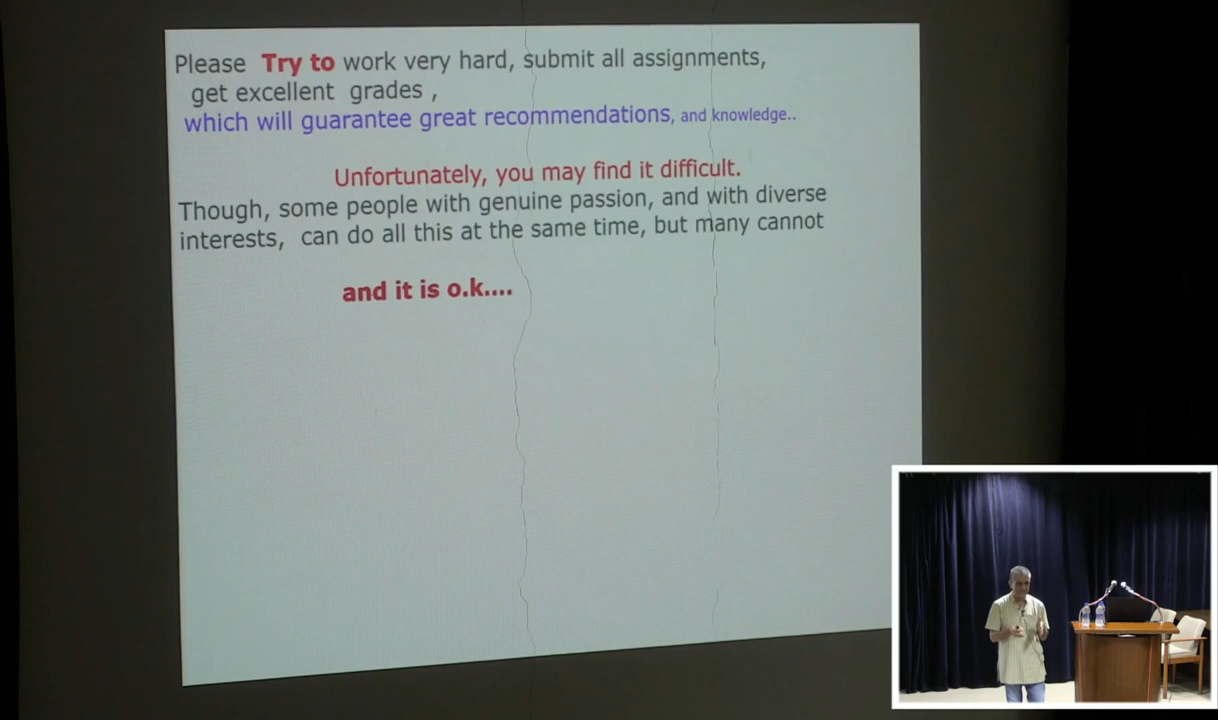 Please Try to work very hard, submit all assignments,
get excellent grades ,
which will guarantee great recommendations, and knowledge..
Unfortunately, you may find it difficult.
Though, some people with genuine passion, and with diverse
interests, can do all this at the same time, but many cannot
and it is o.k....